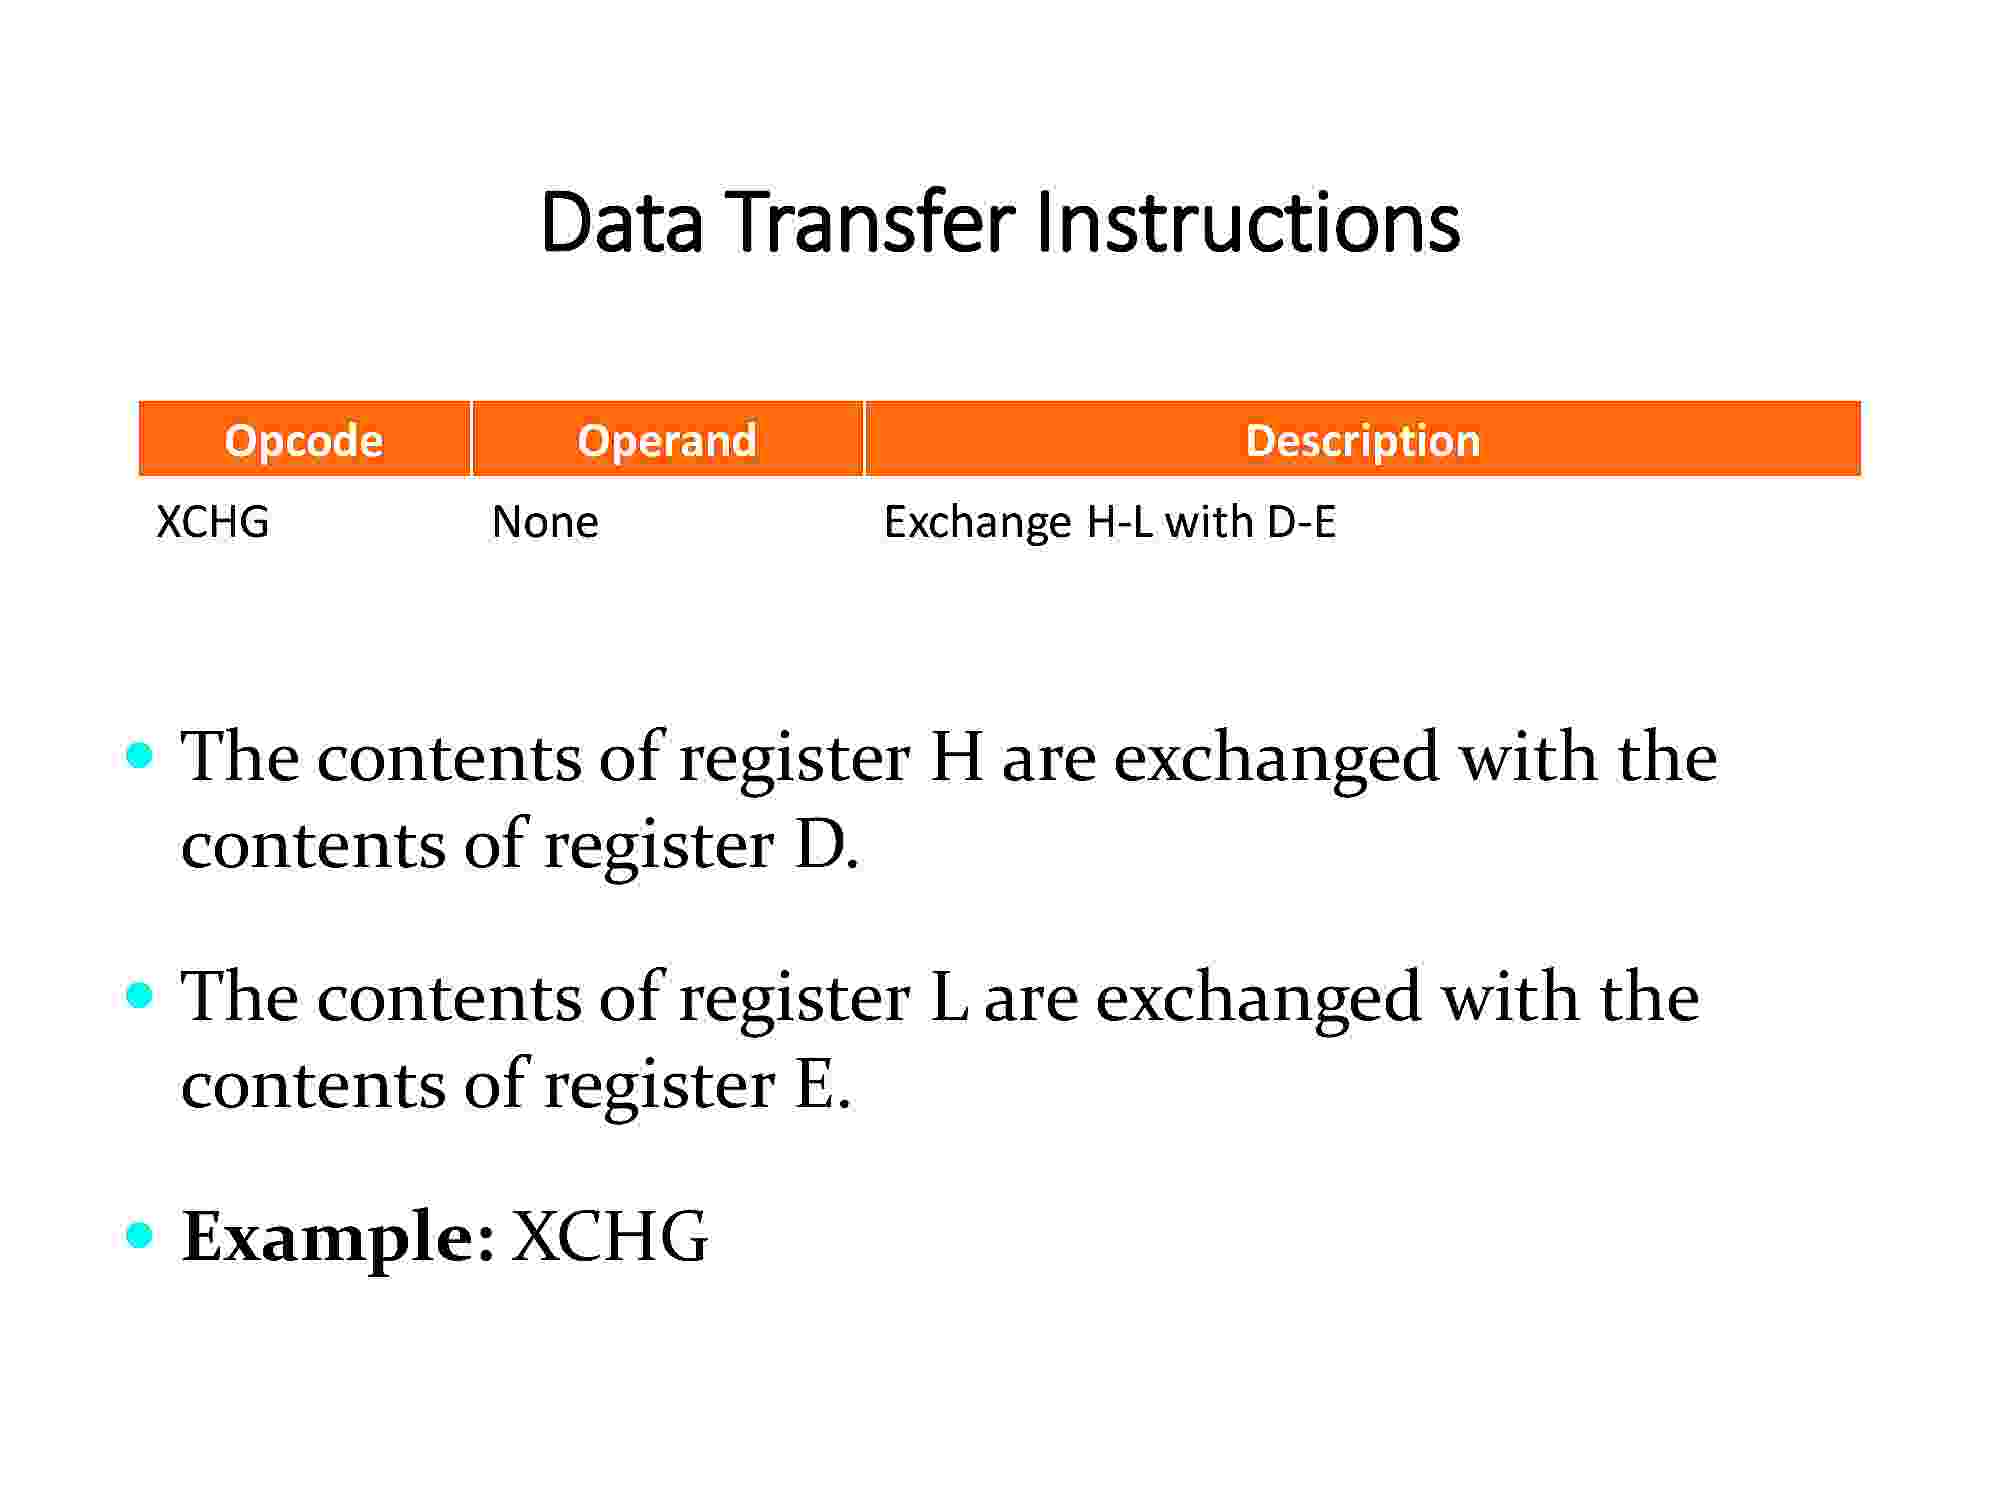 Data Transfer Instructions
Opcode Operand Description
XCHG None Exchange H-L with D-E
• The contents of register H are exchanged with the
contents of register D.
• The contents of register L are exchanged with the
contents of register E.
• Example: XCHG